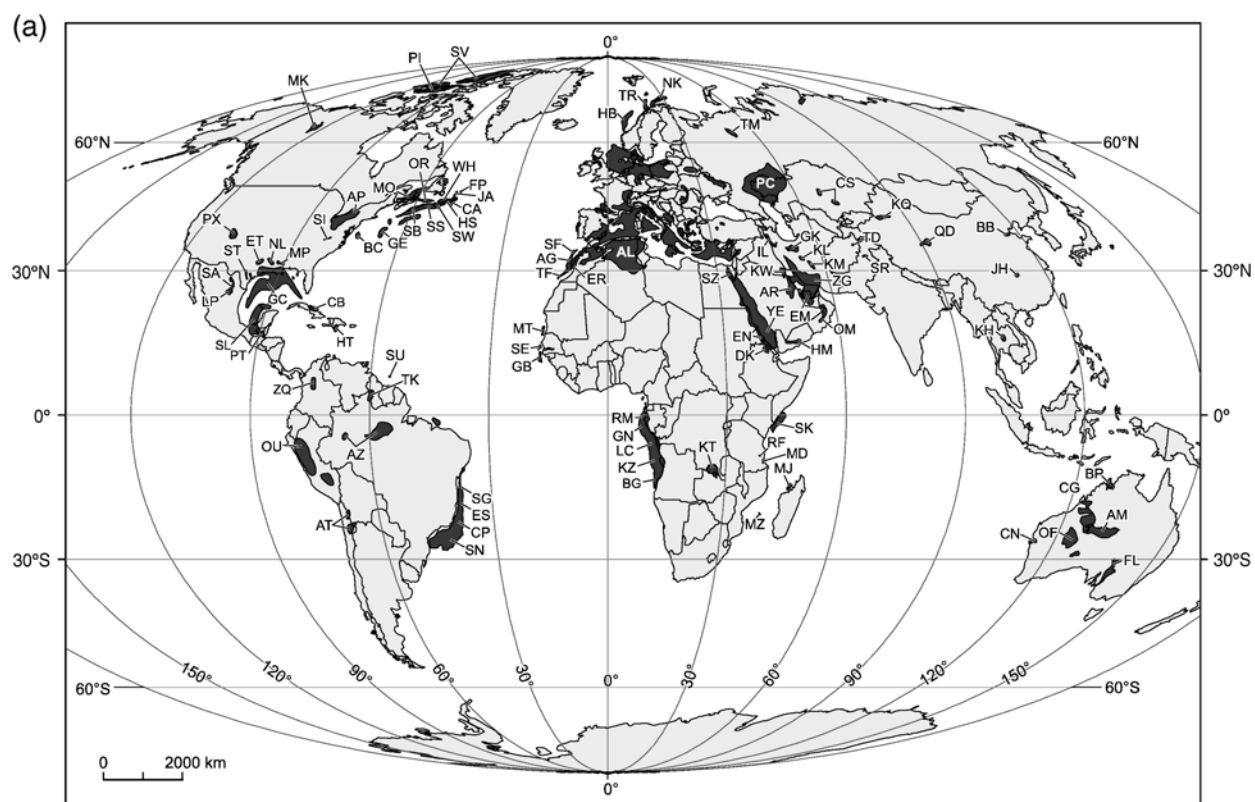 (a)
0°
PI SV
MK
TR NK
HB
60°N TM 60°N
OR WH
MO FP
AP JA
PC CS
PX SI CA
HS
KQ
ST ET NL MP BC GE SB SS SW
SF
AG
TF
AL
ER
IL GK KL TD QD BB
30°N SA SZ KW KM SR JH 30°N
LP GC AR ZG
CB YE EM OM
SL HT MT EN KH
PT SE DK HM
GB
SU
ZQ TK
0° RM 0°
GN SK
OU AZ LC KT RF
KZ MD
BG MJ
SG BP
ES CG
AT CP MZ AM
SN CN OF
30°S 30°S
FL
150° 120° 90° 60° 30° 0° 30° 60° 90° 120° 150°
60°S 60°S
0 2000 km
0°